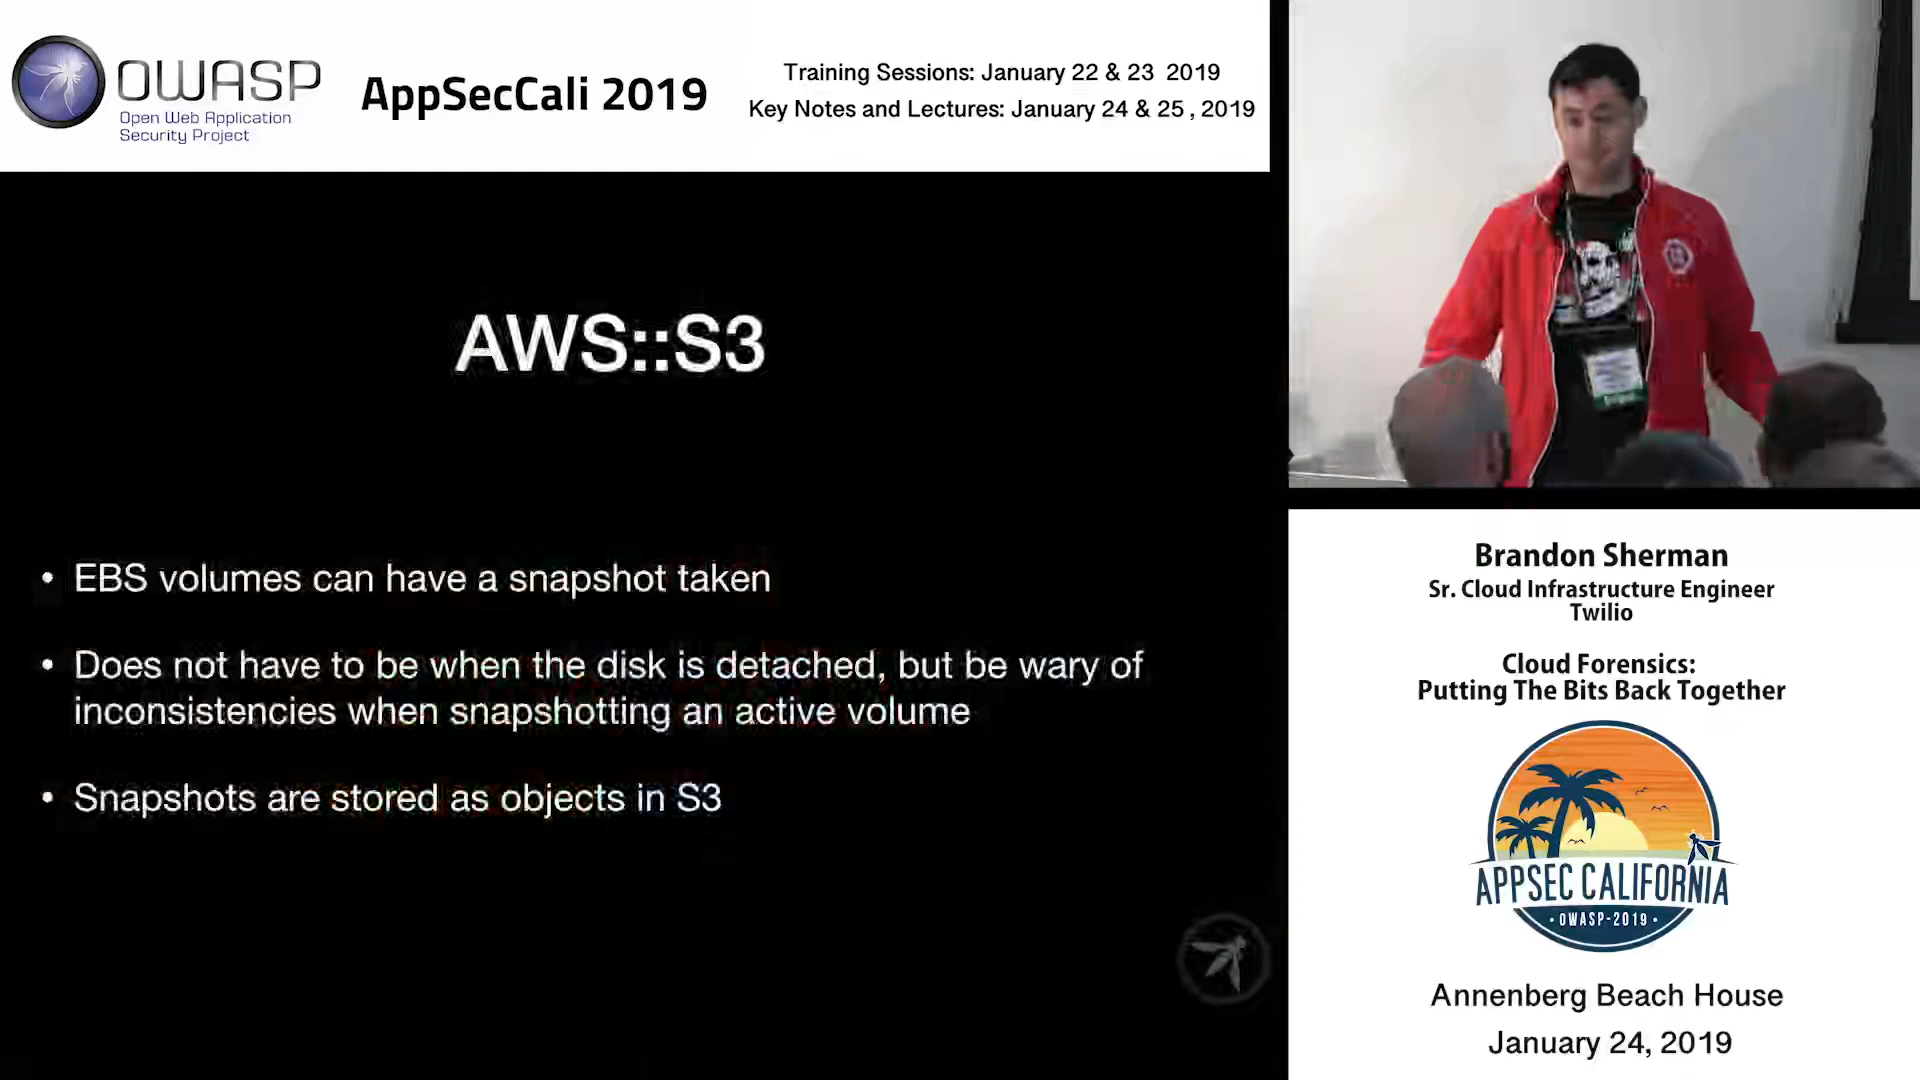 OWASP
Open Web Application
Security Project
AppSecCali 2019
Training Sessions: January 22 & 23 2019
Key Notes and Lectures: January 24 & 25 , 2019
AWS::S3
• EBS volumes can have a snapshot taken
• Does not have to be when the disk is detached, but be wary of
inconsistencies when snapshotting an active volume
• Snapshots are stored as objects in S3
Brandon Sherman
Sr. Cloud Infrastructure Engineer
Twilio
Cloud Forensics:
Putting The Bits Back Together
APPSEC CALIFORNIA
• OWASP-2019 •
Annenberg Beach House
January 24, 2019